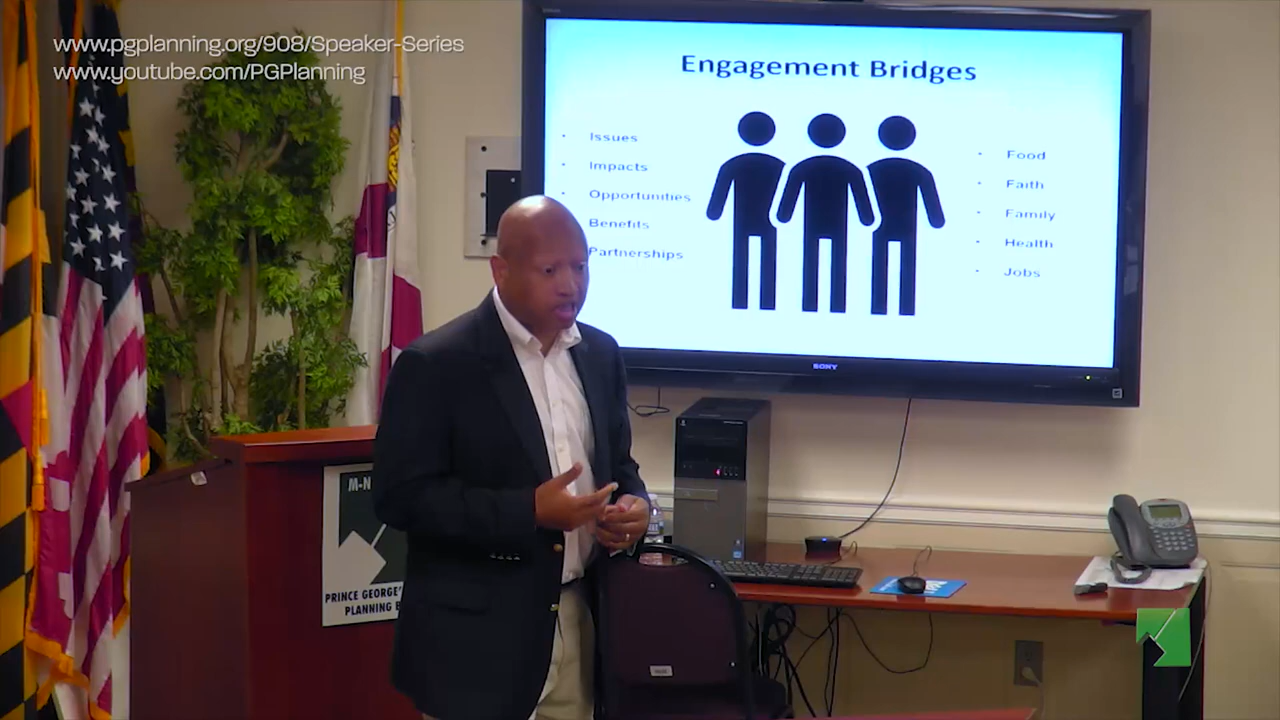 www.pgplanning.org/908/Speaker-Series
www.youtube.com/PGPlanning
Engagement Bridges
Issues
Impacts
Opportunities
Benefits
Partnerships
Food
Faith
Family
Health
Jobs
SONY
M-N
PRINCE GEORGE'
PLANNING B